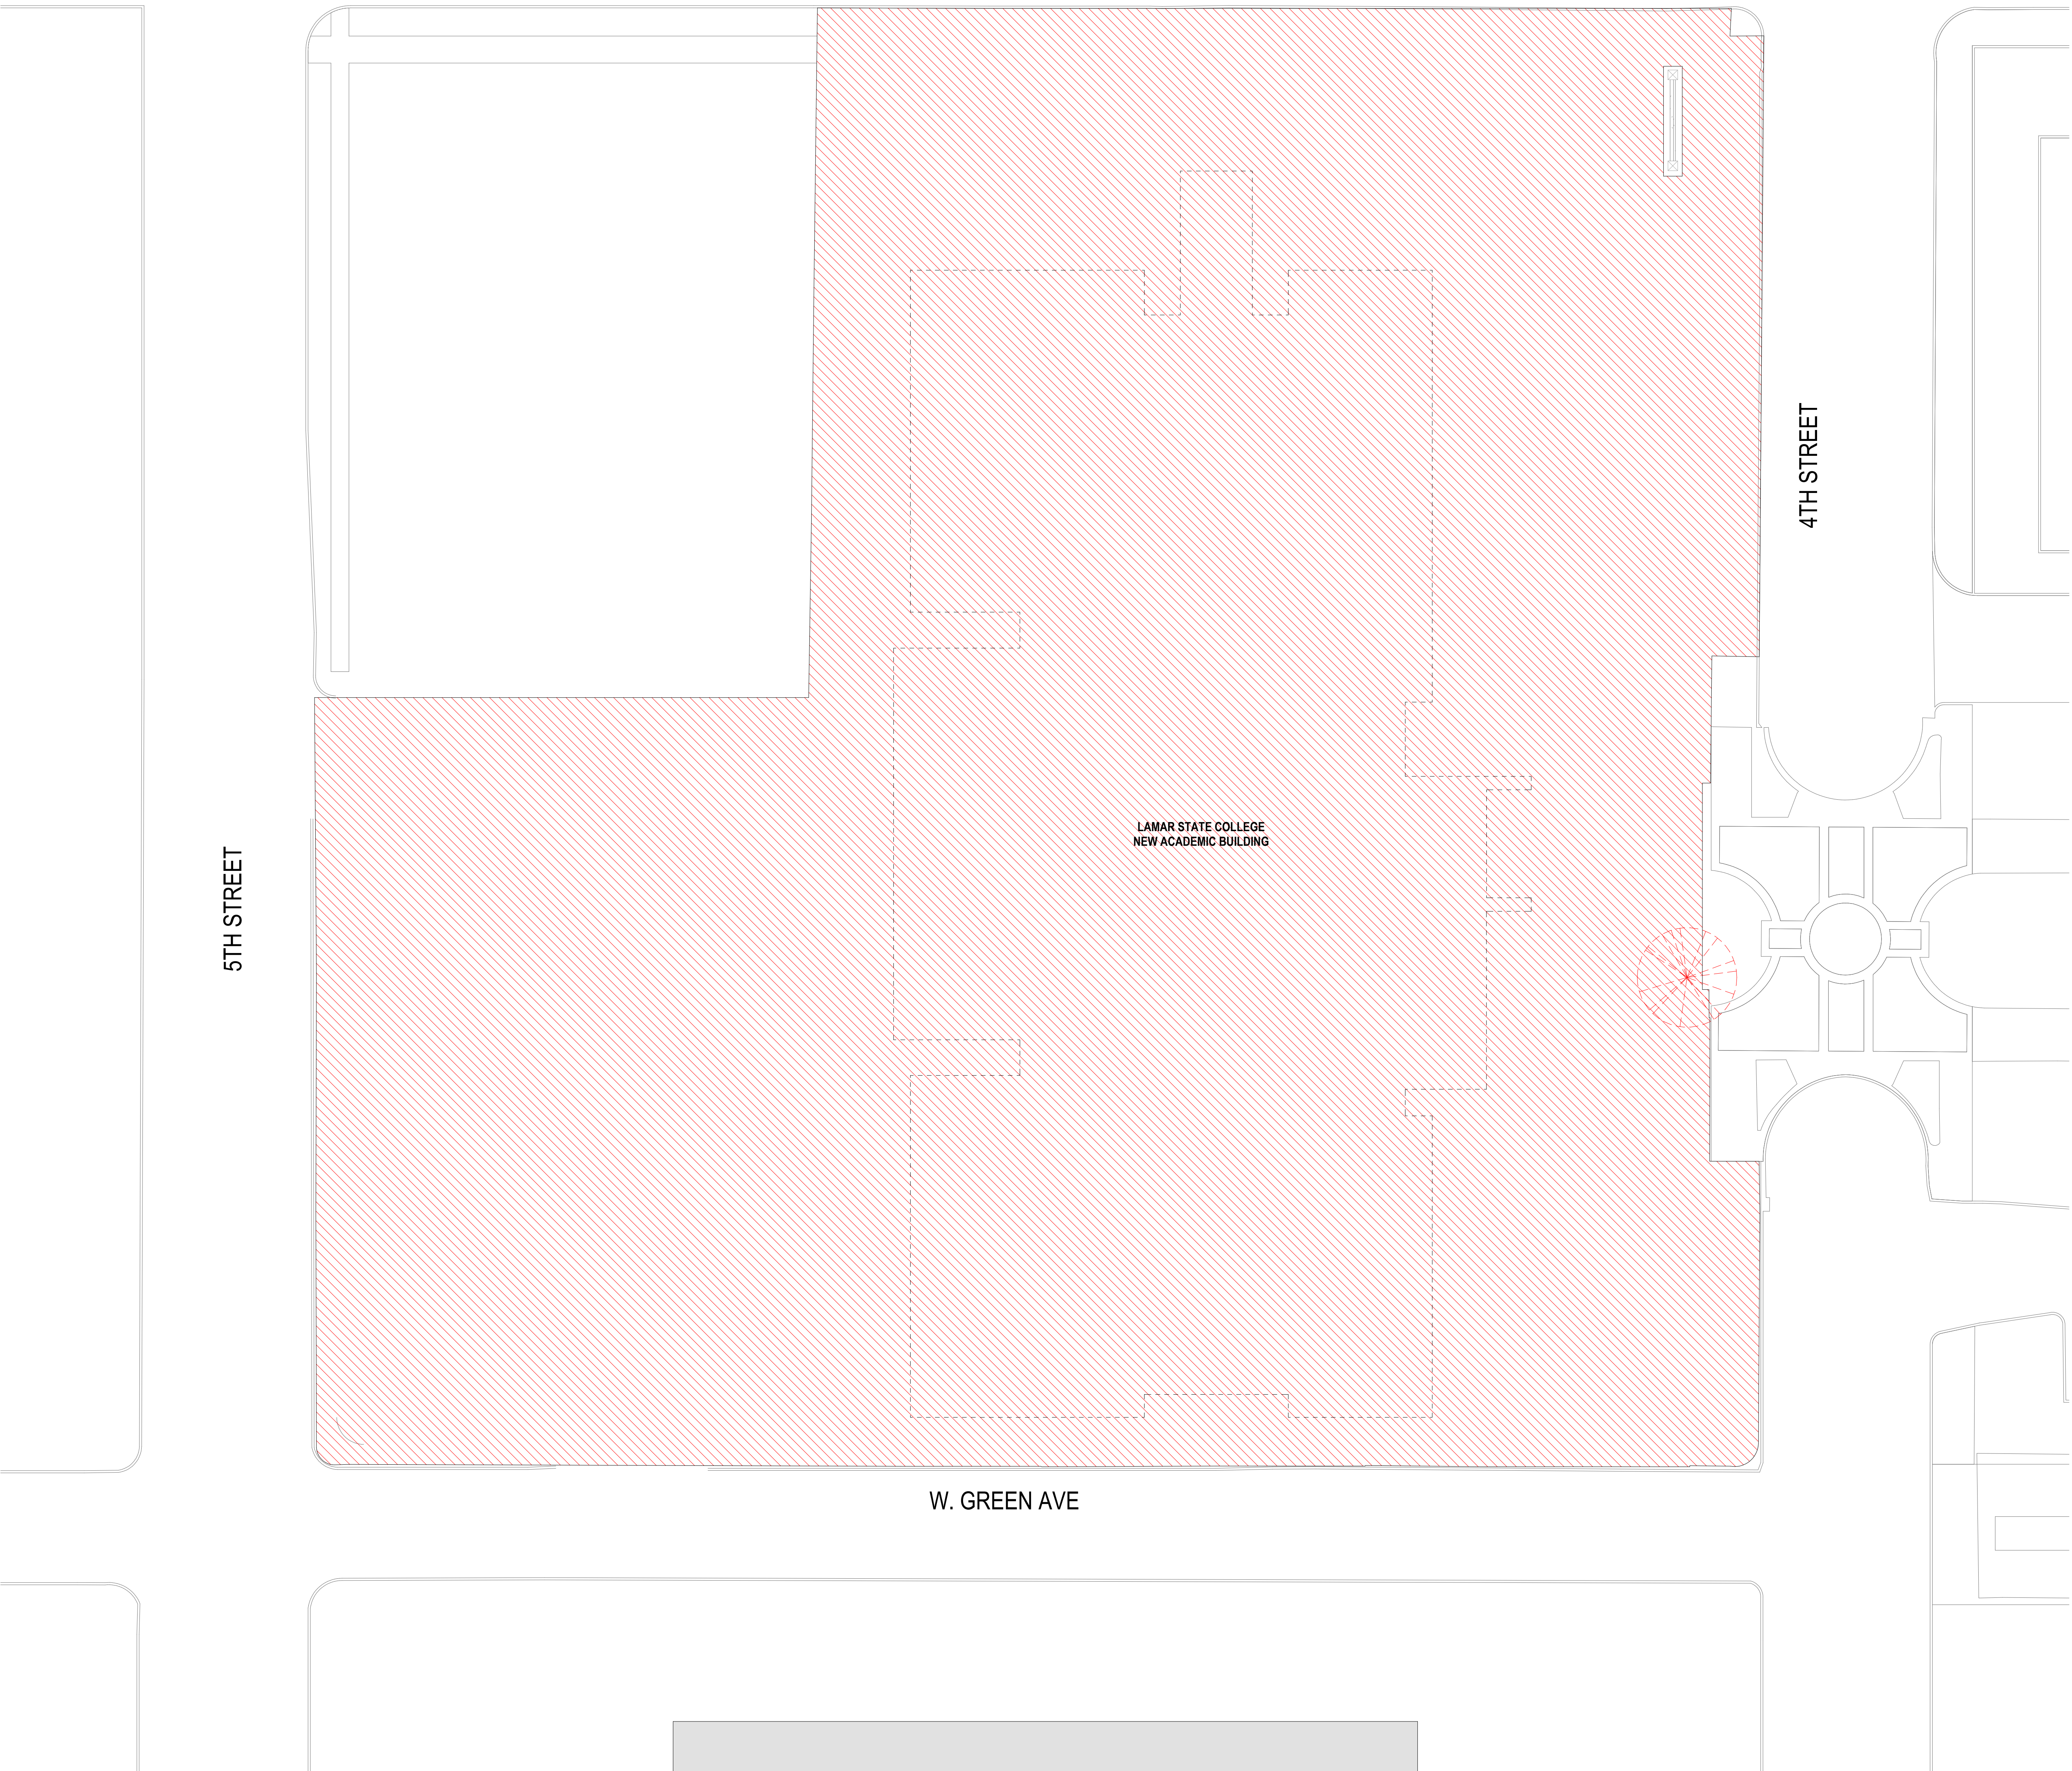 4TH STREET
LAMAR STATE COLLEGE
NEW ACADEMIC BUILDING
5TH STREET
W. GREEN AVE